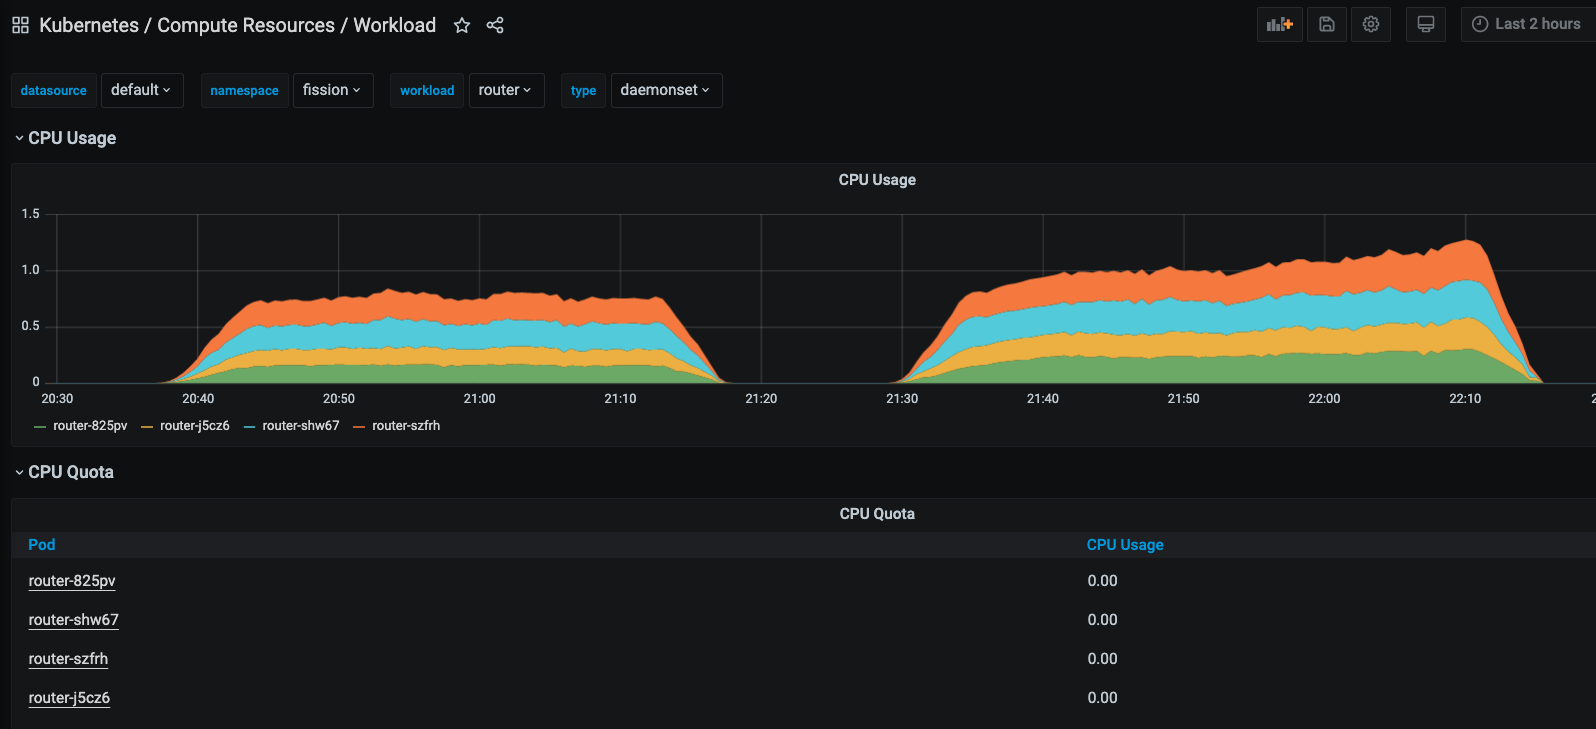 Kubernetes / Compute Resources / Workload
Last 2 hours
datasource default namespace fission workload router type daemonset
CPU Usage
CPU Usage
1.5
1.0
0.5
0
20:30 20:40 20:50 21:00 21:10 21:20 21:30 21:40 21:50 22:00 22:10
router-825pv router-j5cz6 router-shw67 router-szfrh
CPU Quota
CPU Quota
Pod CPU Usage
router-825pv 0.00
router-shw67 0.00
router-szfrh 0.00
router-j5cz6 0.00